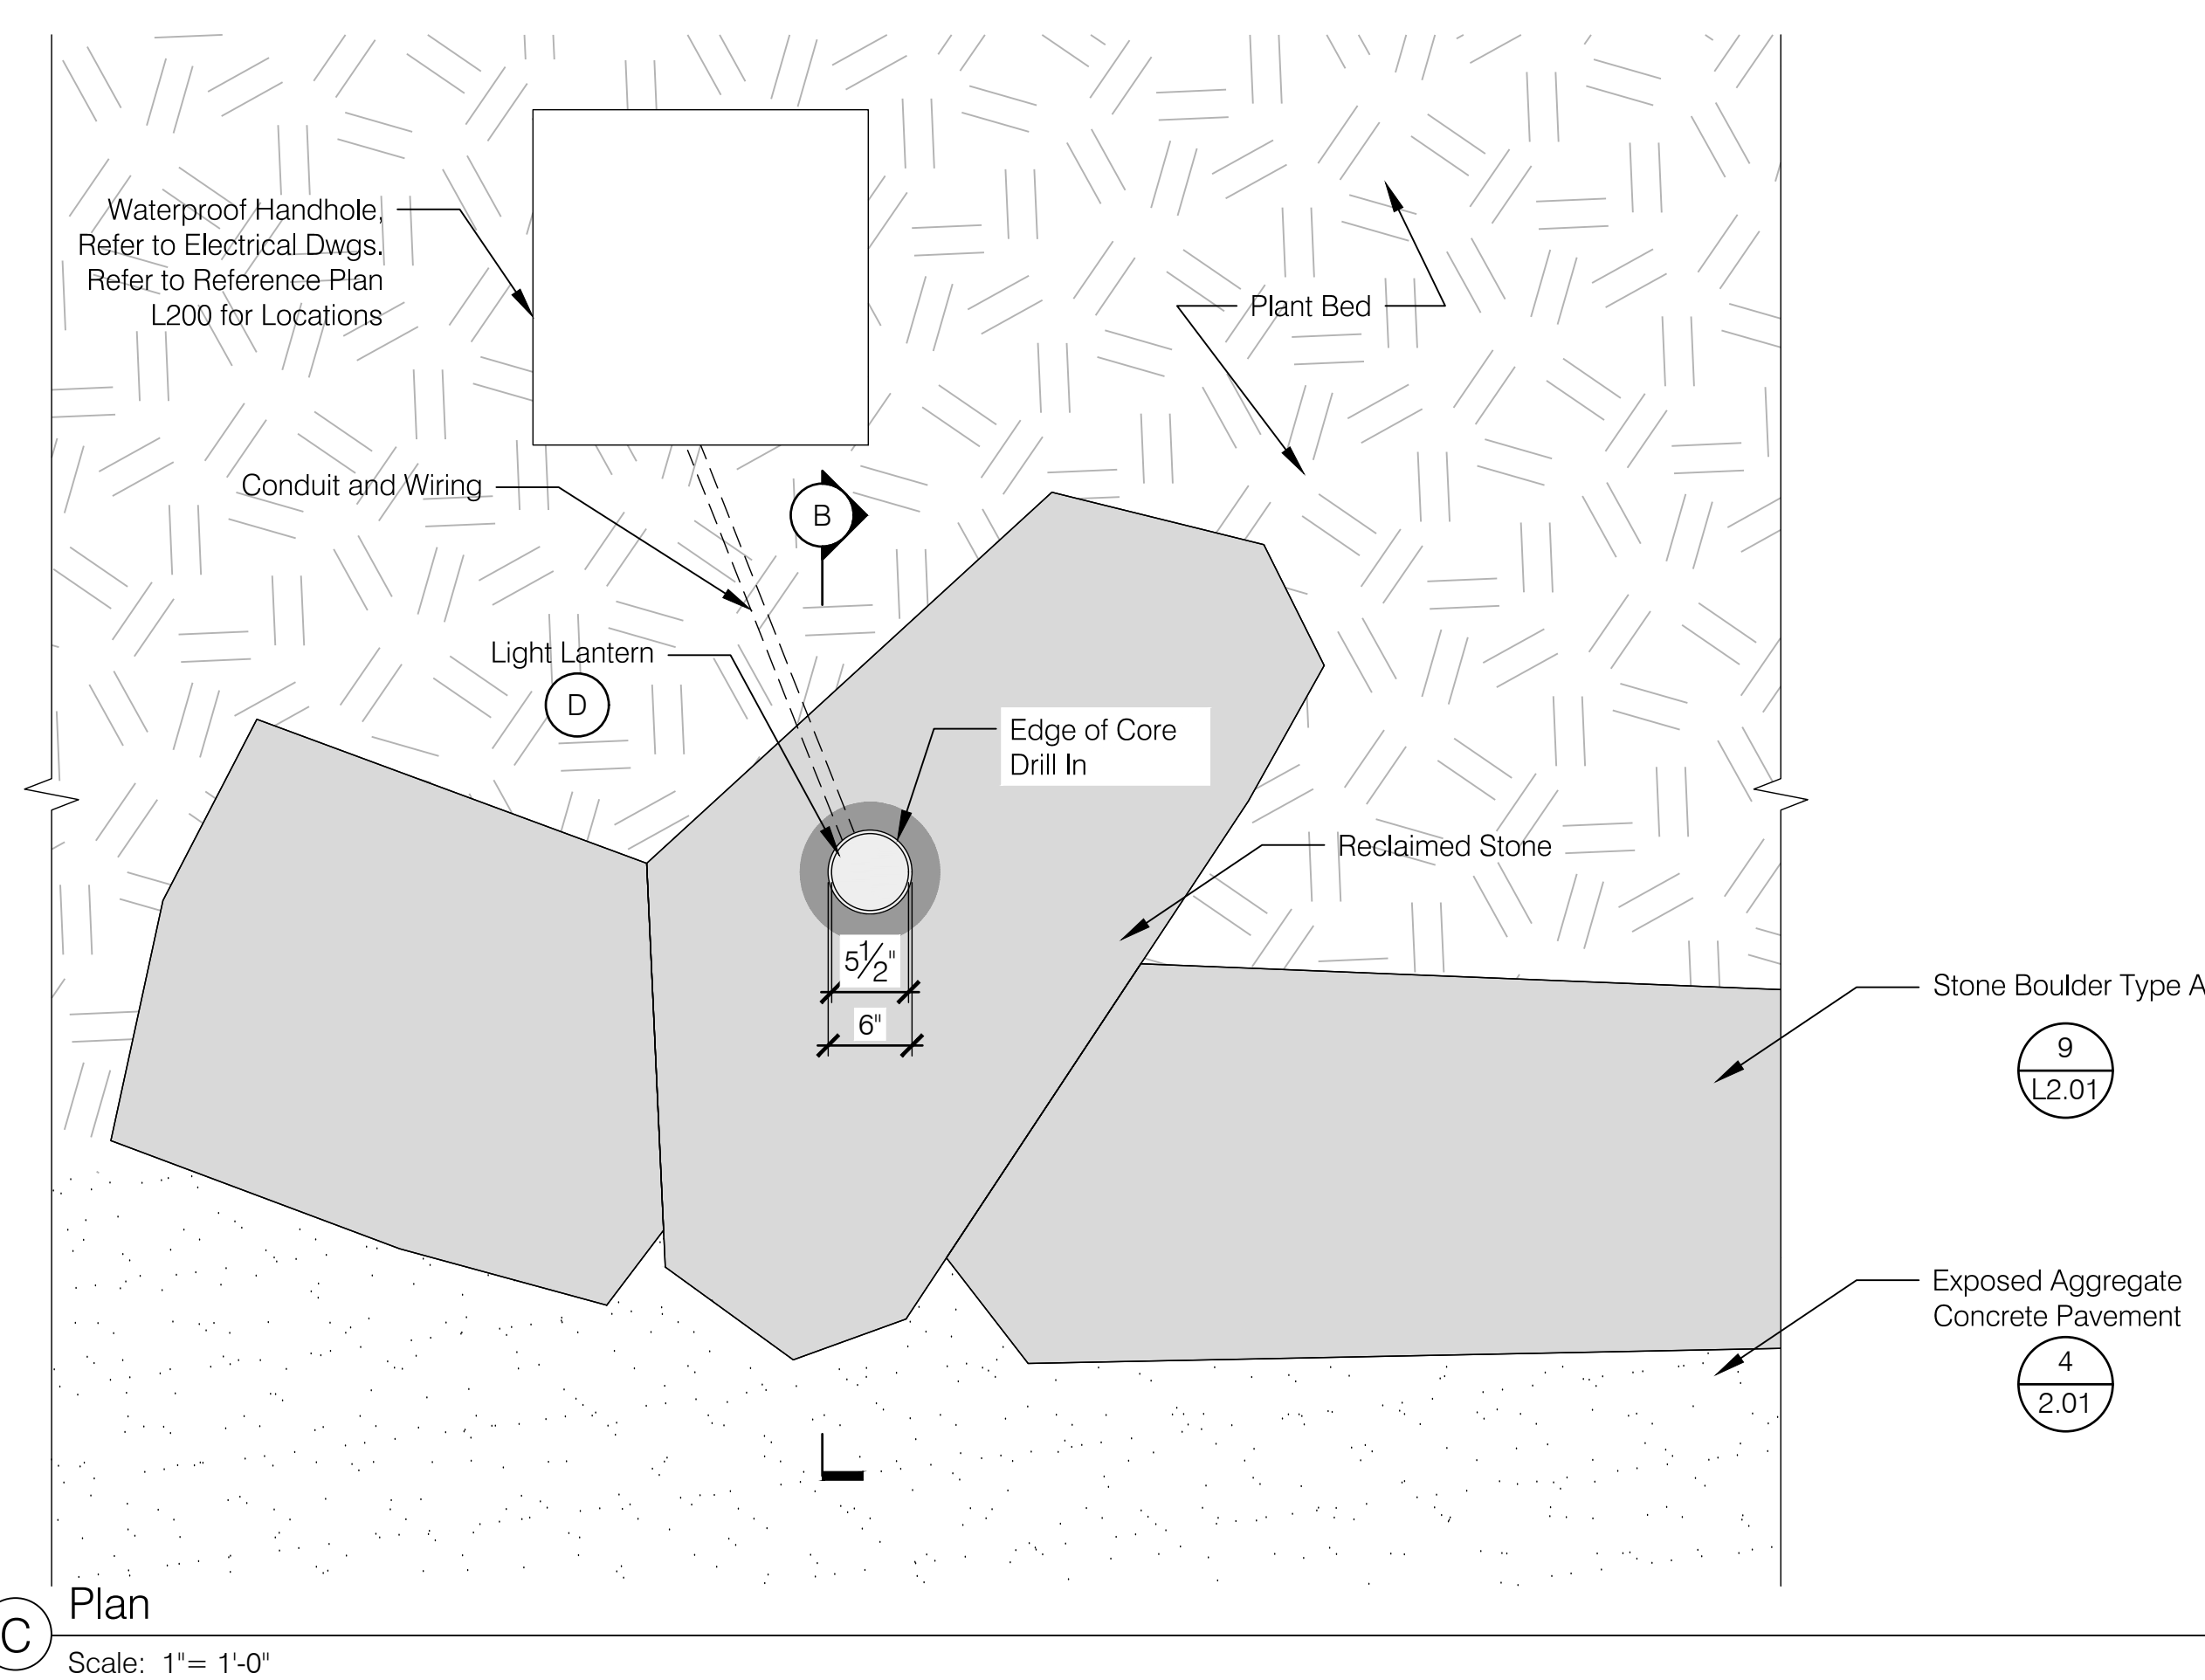 Waterproof Handhole,
Refer to Electrical Dwgs.
Refer to Reference Plan
L200 for Locations
Plant Bed
Conduit and Wiring
B
Light Lantern
D
Edge of Core
Drill In
Reclaimed Stone
5½"
6"
Stone Boulder Type A
9
L2.01
Exposed Aggregate
Concrete Pavement
4
2.01
C
Plan
Scale: 1"= 1'-0"